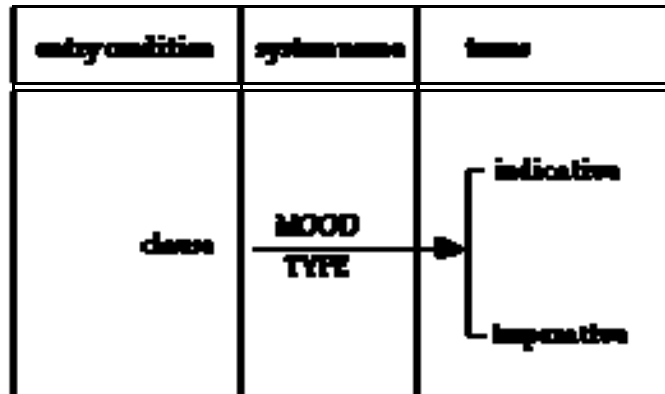 entry condition
system name
terms
indicative
MOOD
clause
TYPE
imperative